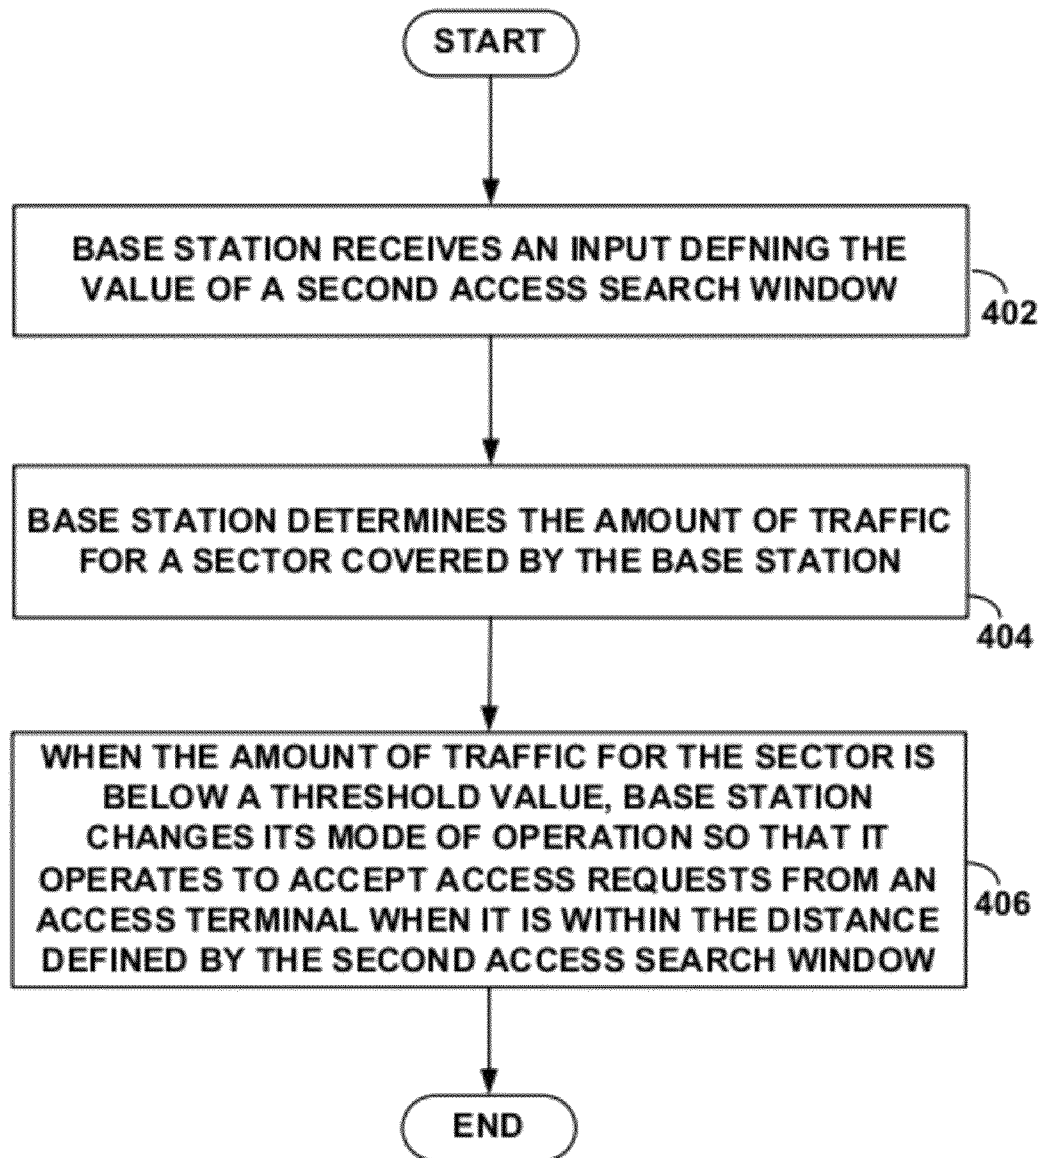 START
BASE STATION RECEIVES AN INPUT DEFNING THE
VALUE OF A SECOND ACCESS SEARCH WINDOW
402
BASE STATION DETERMINES THE AMOUNT OF TRAFFIC
FOR A SECTOR COVERED BY THE BASE STATION
404
WHEN THE AMOUNT OF TRAFFIC FOR THE SECTOR IS
BELOW A THRESHOLD VALUE, BASE STATION
CHANGES ITS MODE OF OPERATION SO THAT IT
OPERATES TO ACCEPT ACCESS REQUESTS FROM AN
ACCESS TERMINAL WHEN IT IS WITHIN THE DISTANCE
DEFINED BY THE SECOND ACCESS SEARCH WINDOW
406
END